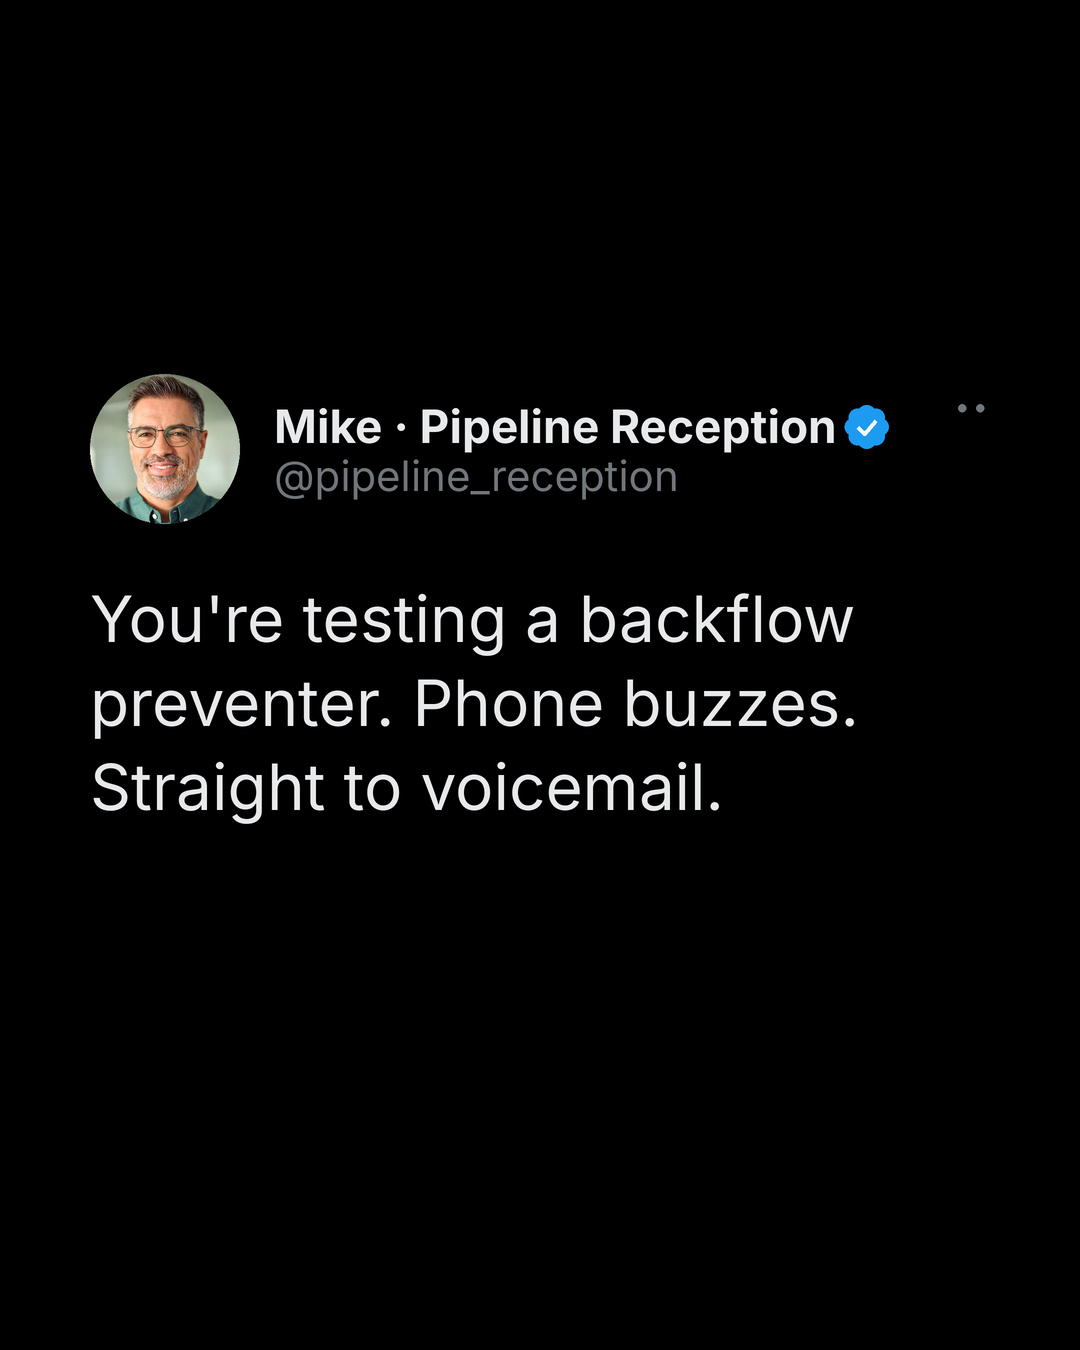 Mike · Pipeline Reception
@pipeline_reception
You're testing a backflow
preventer. Phone buzzes.
Straight to voicemail.